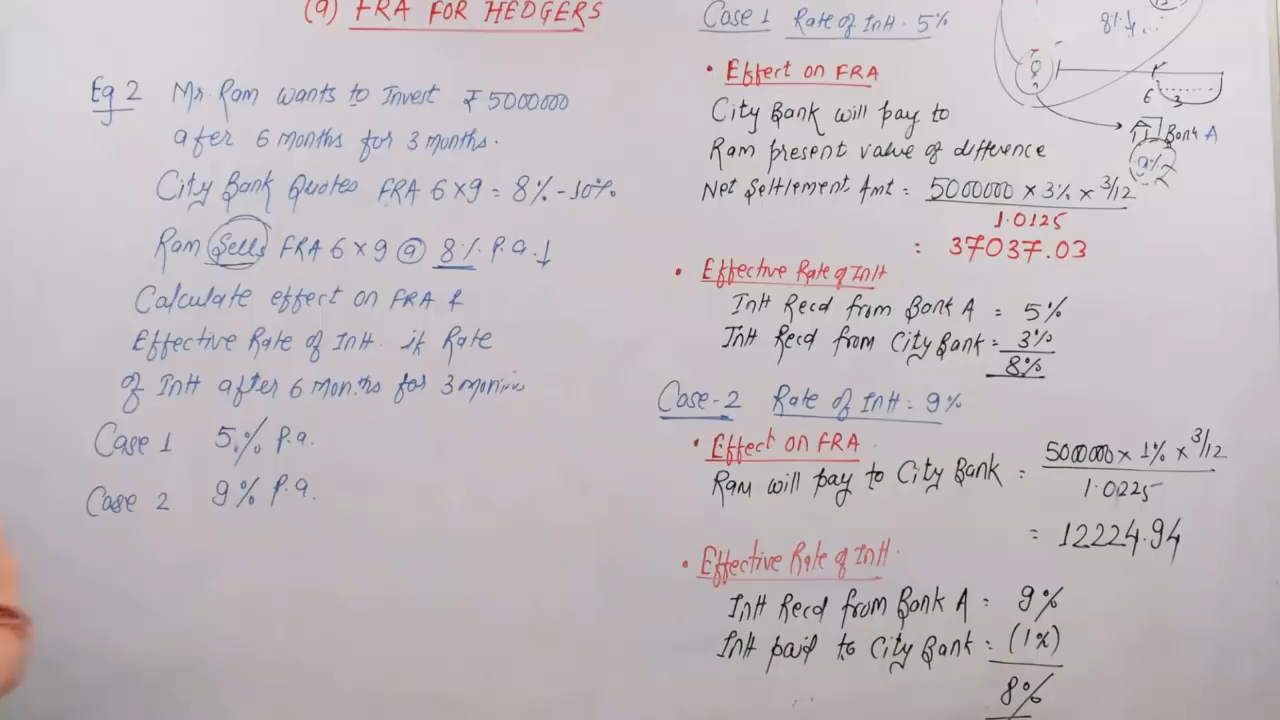 (9) FRA FOR HEDGERS
Eg 2 Mr. Ram wants to Invest ₹ 5000000
after 6 months for 3 months.
City Bank Quotes FRA 6×9 = 8% - 10%
Ram Sells FRA 6×9 @ 8% P.a. ↓
Calculate effect on FRA &
Effective Rate of Intt. if Rate
of Intt after 6 Months for 3 months
Case 1 5% P.a.
Case 2 9% P.a.
Case 1 Rate of Intt. 5%
• Effect on FRA
City Bank will pay to
Ram present value of difference
Net Settlement Amt = 5000000 × 3% × 3/12
1.0125
= 37037.03
• Effective Rate of Intt
Intt Recd from Bank A = 5%
Intt Recd from City Bank = 3%
8%
Case-2 Rate of Intt = 9%
• Effect on FRA
Ram will pay to City Bank = 5000000 × 1% × 3/12
1.0225
= 12224.94
• Effective Rate of Intt.
Intt Recd from Bank A = 9%
Intt paid to City Bank = (1%)
8%
8% ↓ ...
6 3
Bank A
9%